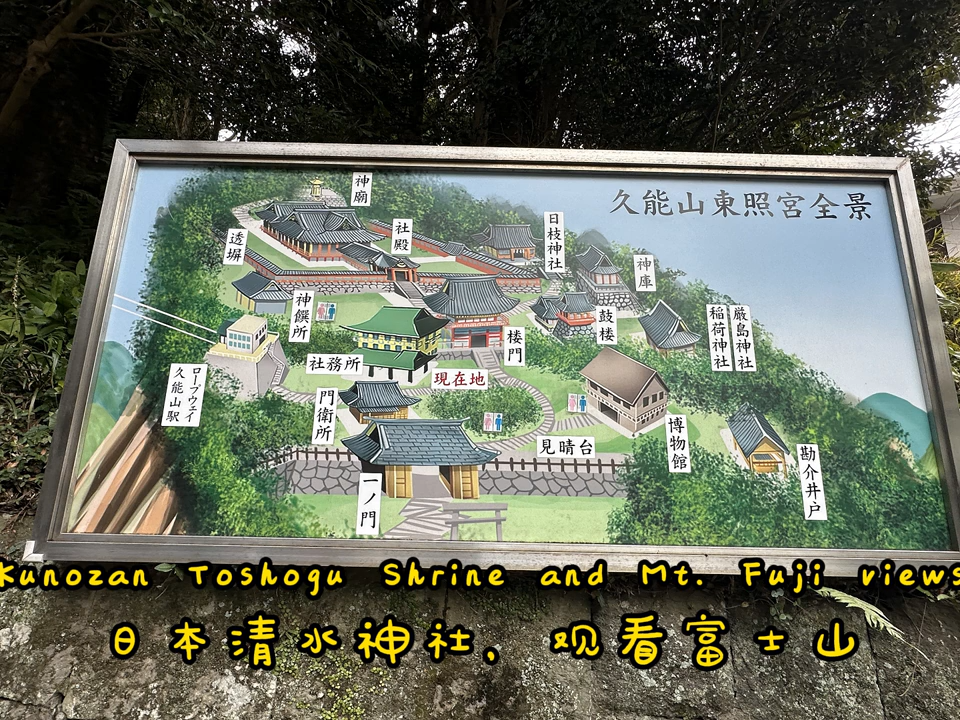 久能山東照宮全景
神廟
社殿
日枝神社
透塀
神庫
神饌所
鼓楼
厳島神社
稲荷神社
楼門
社務所
現在地
ロープウェイ
久能山駅
門衛所
見晴台
博物館
勘介井戸
一ノ門
Kunozan Toshogu Shrine and Mt. Fuji views
日本清水神社，观看富士山